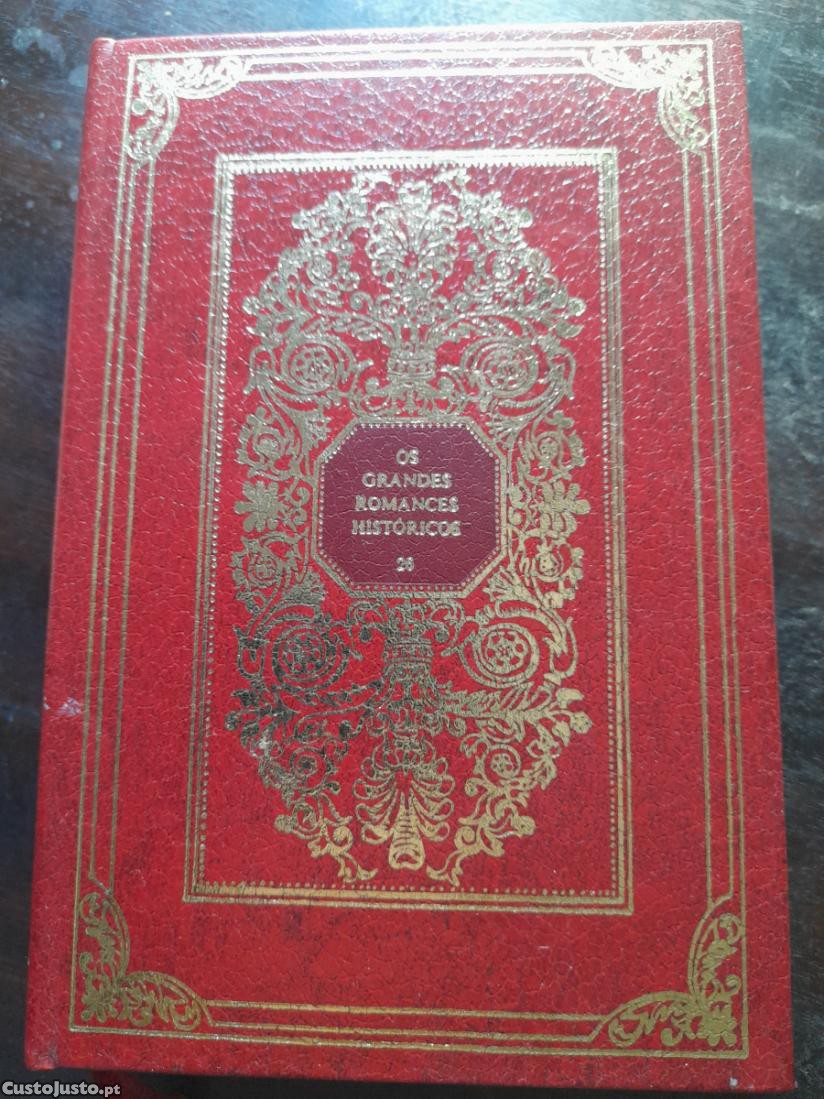 OS
GRANDES
ROMANCES
HISTÓRICOS
26
CustoJusto.pt